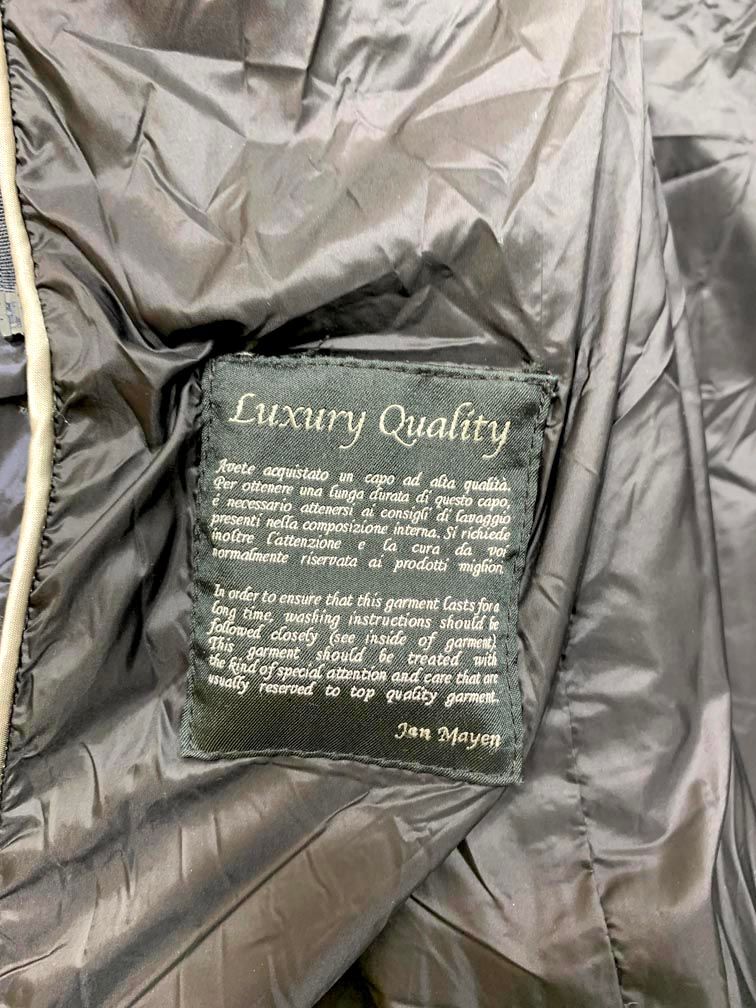 Luxury Quality
Avete acquistato un capo ad alta qualità.
Per ottenere una lunga durata di questo capo,
é necessario attenersi ai consigli di lavaggio
presenti nella composizione interna. Si richiede
inoltre l'attenzione e la cura da voi
normalmente riservata ai prodotti migliori
In order to ensure that this garment lasts for a
long time, washing instructions should be
followed closely (see inside of garment)
This garment should be treated with
the kind of special attention and care that are
usually reserved to top quality garment.
Jan Mayen